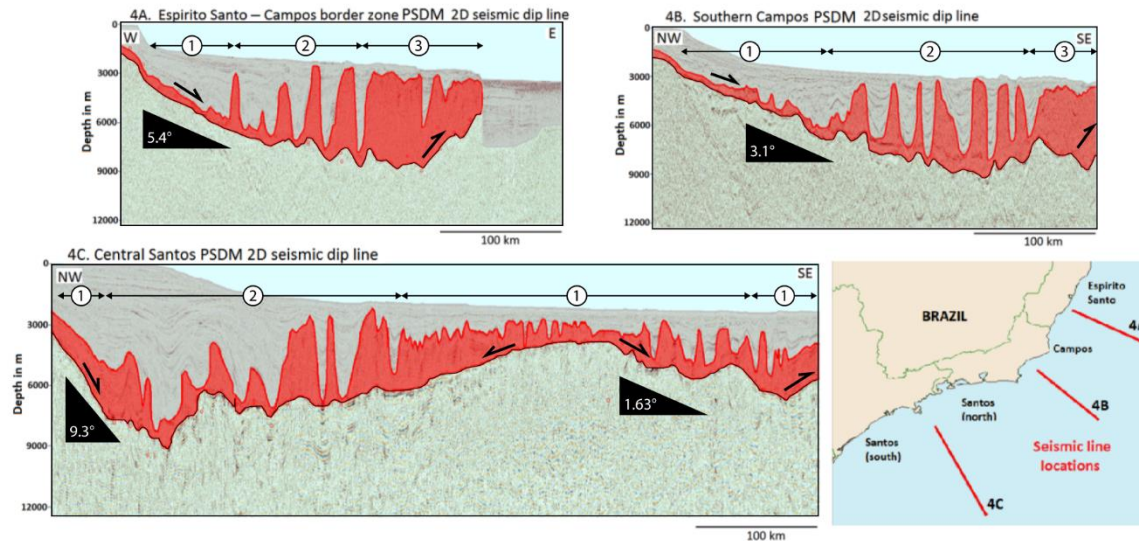 4A. Espirito Santo – Campos border zone PSDM 2D seismic dip line
W
E
1
2
3
Depth in m
0
3000
6000
9000
12000
5.4°
100 km
4B. Southern Campos PSDM 2D seismic dip line
NW
SE
1
2
3
Depth in m
0
3000
6000
9000
12000
3.1°
100 km
4C. Central Santos PSDM 2D seismic dip line
NW
SE
1
2
1
1
Depth in m
0
3000
6000
9000
12000
9.3°
1.63°
100 km
BRAZIL
Espirito
Santo
4A
Campos
Santos
(north)
4B
Santos
(south)
Seismic line
locations
4C